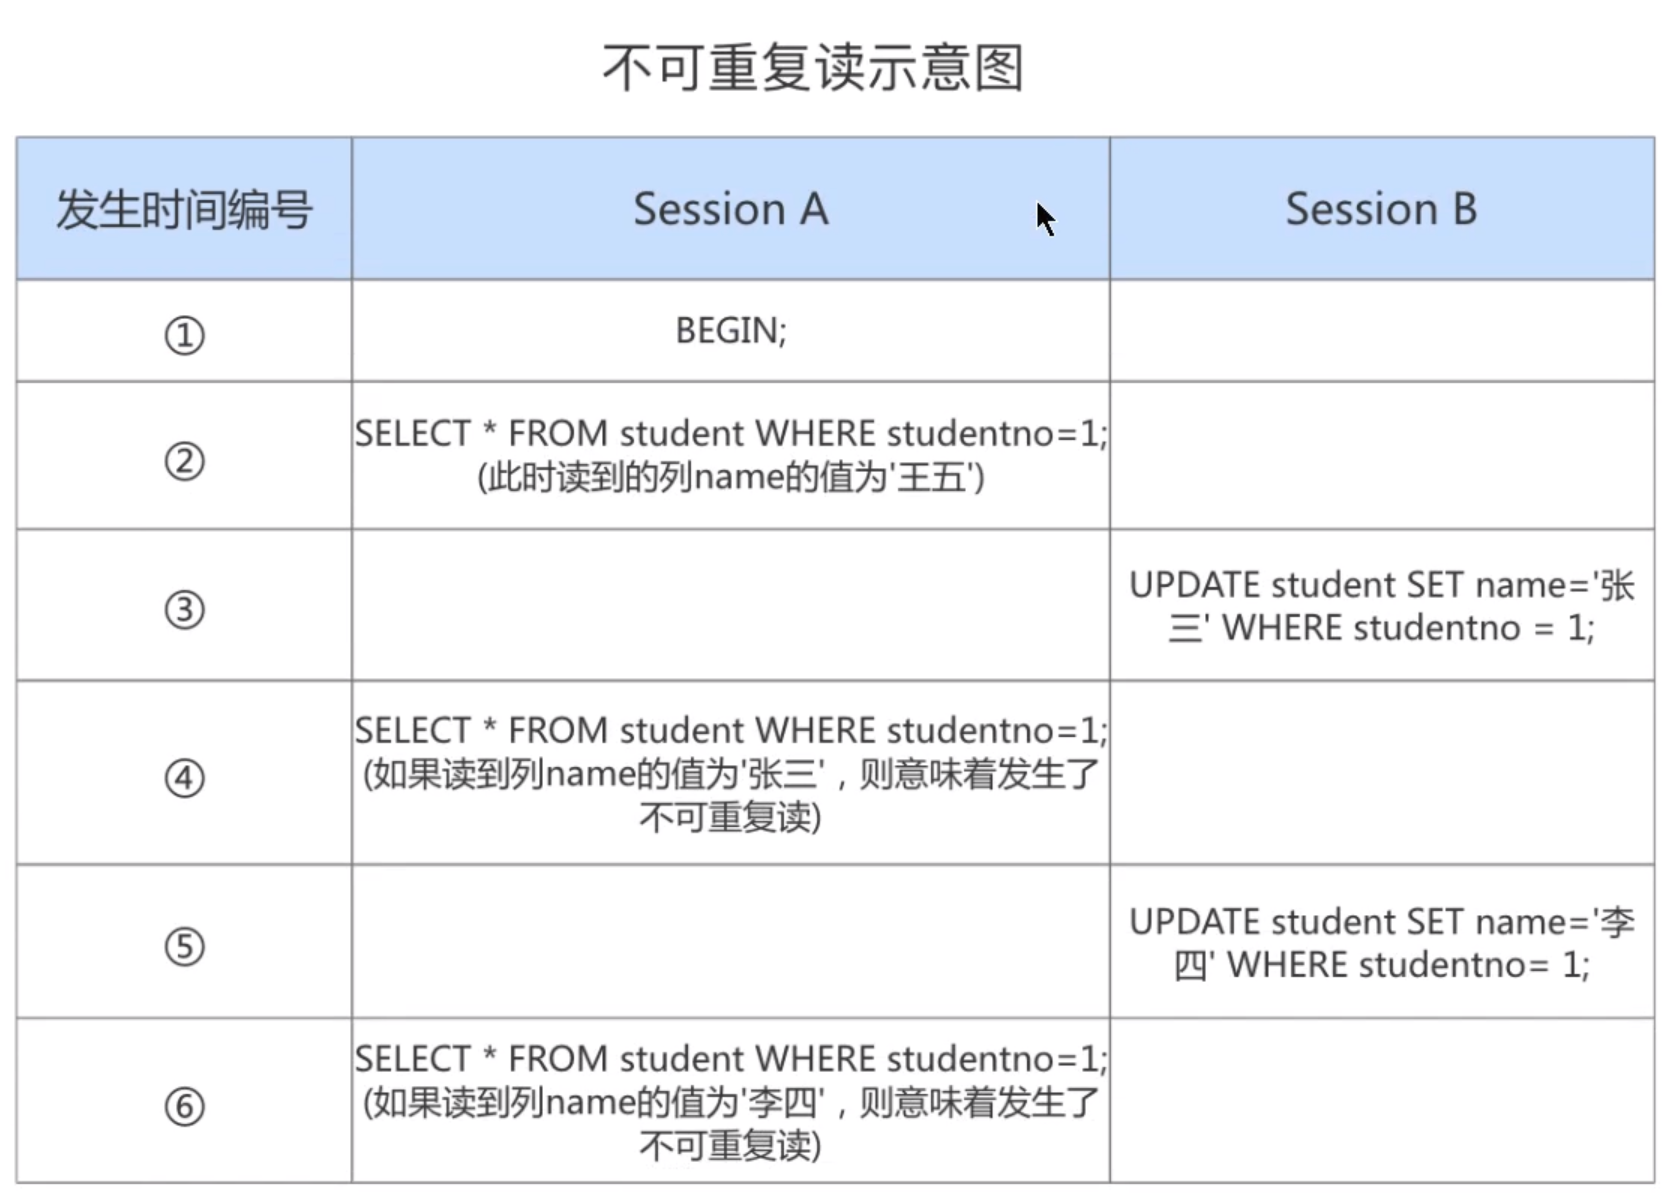 不可重复读示意图
发生时间编号
Session A
Session B
①
BEGIN;
②
SELECT * FROM student WHERE studentno=1;
(此时读到的列name的值为'王五')
③
UPDATE student SET name='张
三' WHERE studentno = 1;
④
SELECT * FROM student WHERE studentno=1;
(如果读到列name的值为'张三'，则意味着发生了
不可重复读)
⑤
UPDATE student SET name='李
四' WHERE studentno= 1;
⑥
SELECT * FROM student WHERE studentno=1;
(如果读到列name的值为'李四'，则意味着发生了
不可重复读)